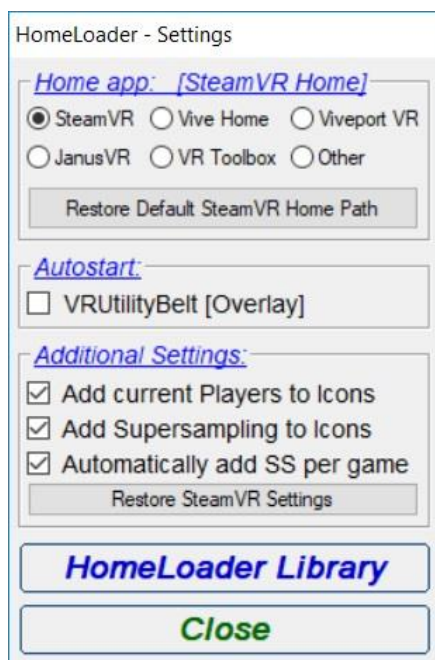 HomeLoader - Settings
Home app: [SteamVR Home]
SteamVR Vive Home Viveport VR
JanusVR VR Toolbox Other
Restore Default SteamVR Home Path
Autostart:
VRUtilityBelt [Overlay]
Additional Settings:
Add current Players to Icons
Add Supersampling to Icons
Automatically add SS per game
Restore SteamVR Settings
HomeLoader Library
Close